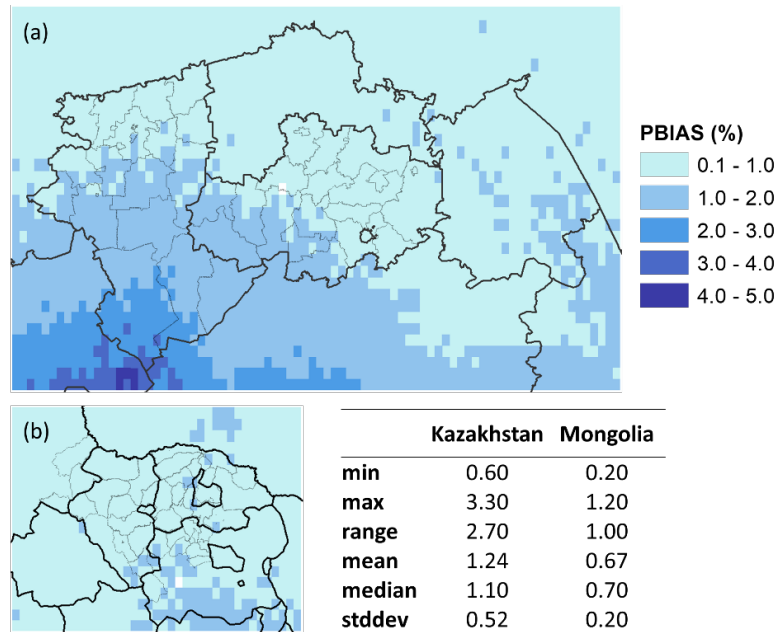 (a)
PBIAS (%)
0.1 - 1.0
1.0 - 2.0
2.0 - 3.0
3.0 - 4.0
4.0 - 5.0
(b)
Kazakhstan Mongolia
min 0.60 0.20
max 3.30 1.20
range 2.70 1.00
mean 1.24 0.67
median 1.10 0.70
stddev 0.52 0.20